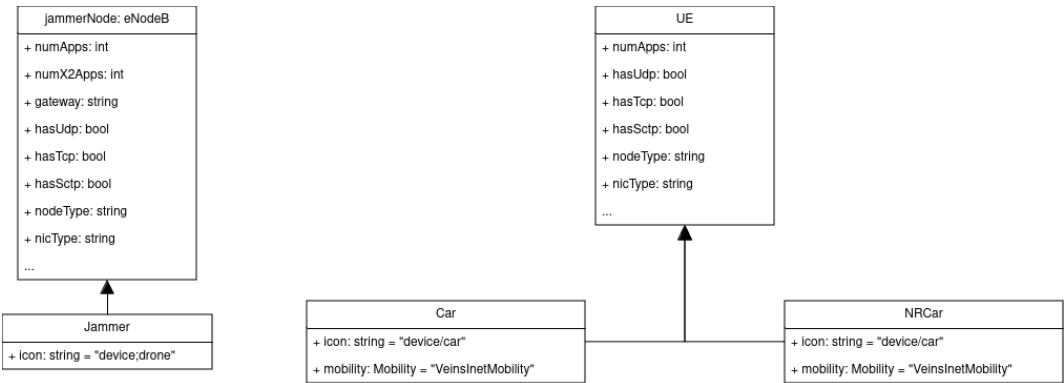 jammerNode: eNodeB
+ numApps: int
+ numX2Apps: int
+ gateway: string
+ hasUdp: bool
+ hasTcp: bool
+ hasSctp: bool
+ nodeType: string
+ nicType: string
...
Jammer
+ icon: string = "device;drone"
UE
+ numApps: int
+ hasUdp: bool
+ hasTcp: bool
+ hasSctp: bool
+ nodeType: string
+ nicType: string
...
Car
+ icon: string = "device/car"
+ mobility: Mobility = "VeinsInetMobility"
NRCar
+ icon: string = "device/car"
+ mobility: Mobility = "VeinsInetMobility"